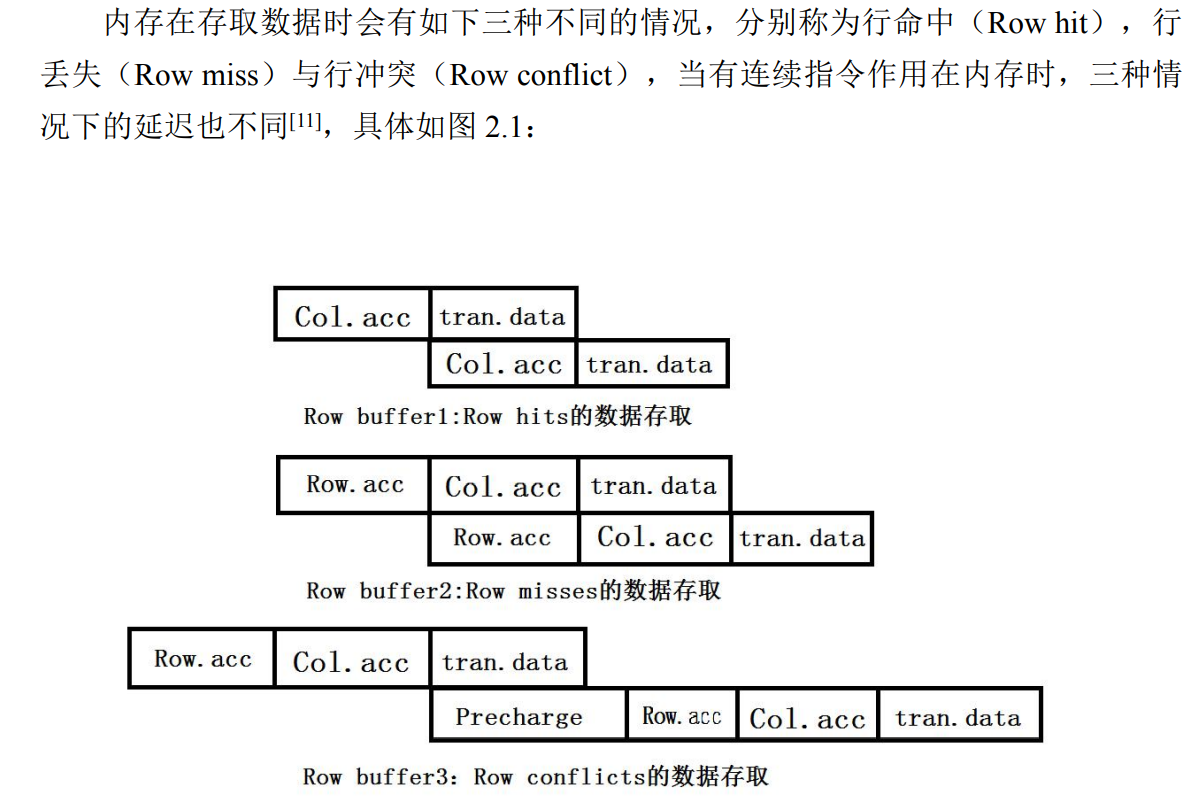 内存在存取数据时会有如下三种不同的情况，分别称为行命中（Row hit），行
丢失（Row miss）与行冲突（Row conflict），当有连续指令作用在内存时，三种情
况下的延迟也不同[11]，具体如图 2.1：
Col.acc tran.data
Col.acc tran.data
Row buffer1:Row hits的数据存取
Row.acc Col.acc tran.data
Row.acc Col.acc tran.data
Row buffer2:Row misses的数据存取
Row.acc Col.acc tran.data
Precharge Row.acc Col.acc tran.data
Row buffer3：Row conflicts的数据存取